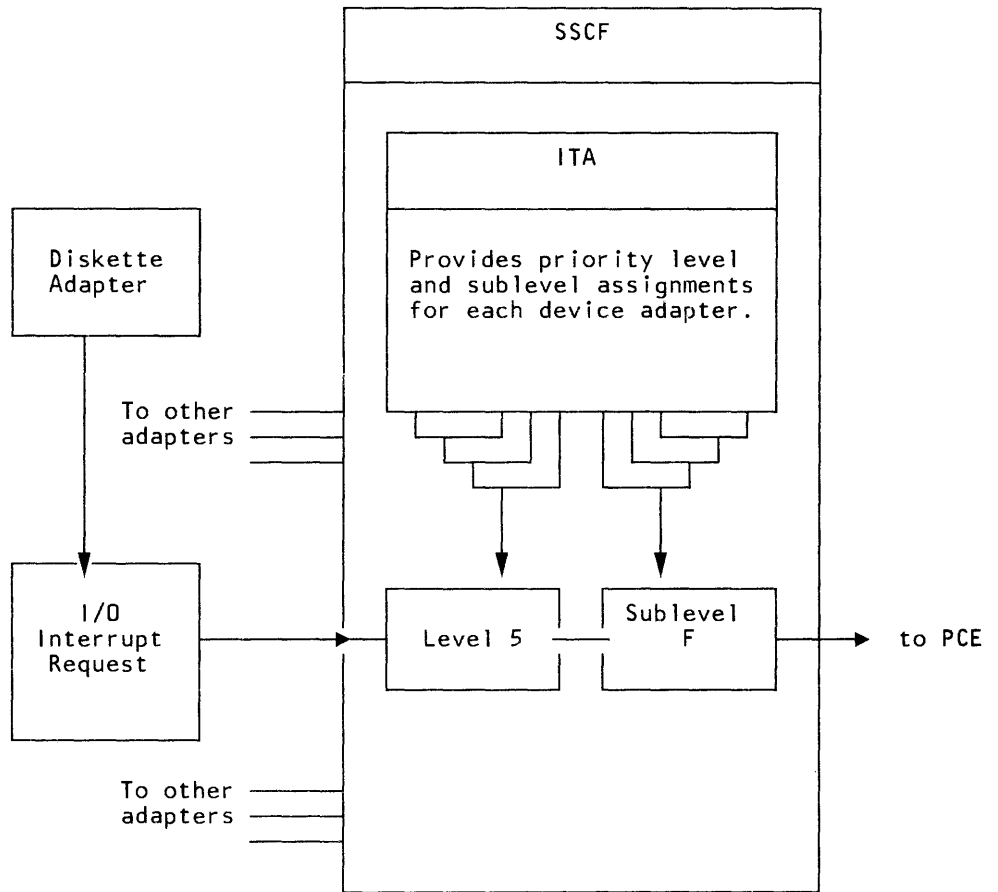 SSCF
ITA
Provides priority level
and sublevel assignments
for each device adapter.
Diskette
Adapter
To other
adapters
I/O
Interrupt
Request
Level 5
Sublevel
F
to PCE
To other
adapters